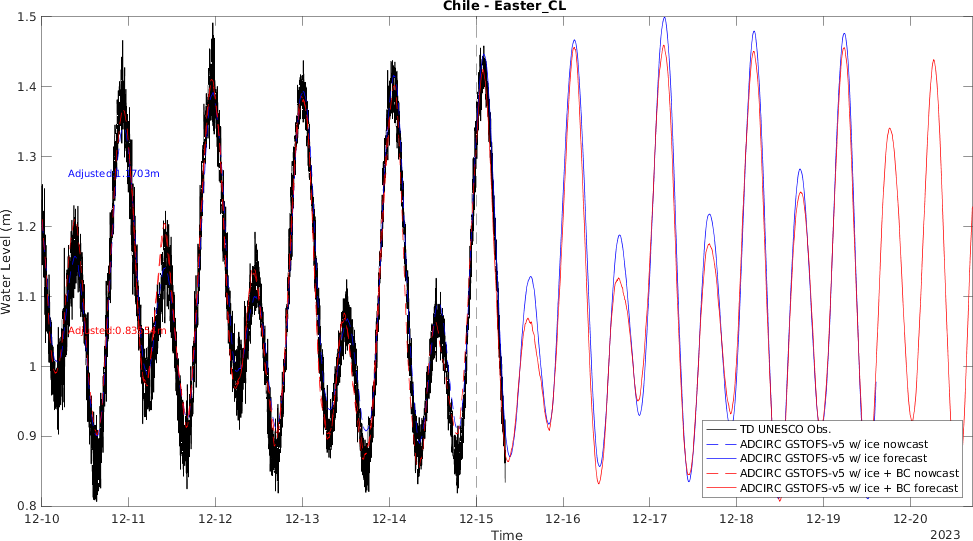 Chile - Easter_CL
1.5
1.4
1.3
1.2
1.1
1
0.9
0.8
Water Level (m)
Adjusted
TD UNESCO Obs.
ADCIRC GSTOFS-v5 w/ ice nowcast
ADCIRC GSTOFS-v5 w/ ice forecast
ADCIRC GSTOFS-v5 w/ ice + BC nowcast
ADCIRC GSTOFS-v5 w/ ice + BC forecast
12-10 12-11 12-12 12-13 12-14 12-15 12-16 12-17 12-18 12-19 12-20
Time
2023